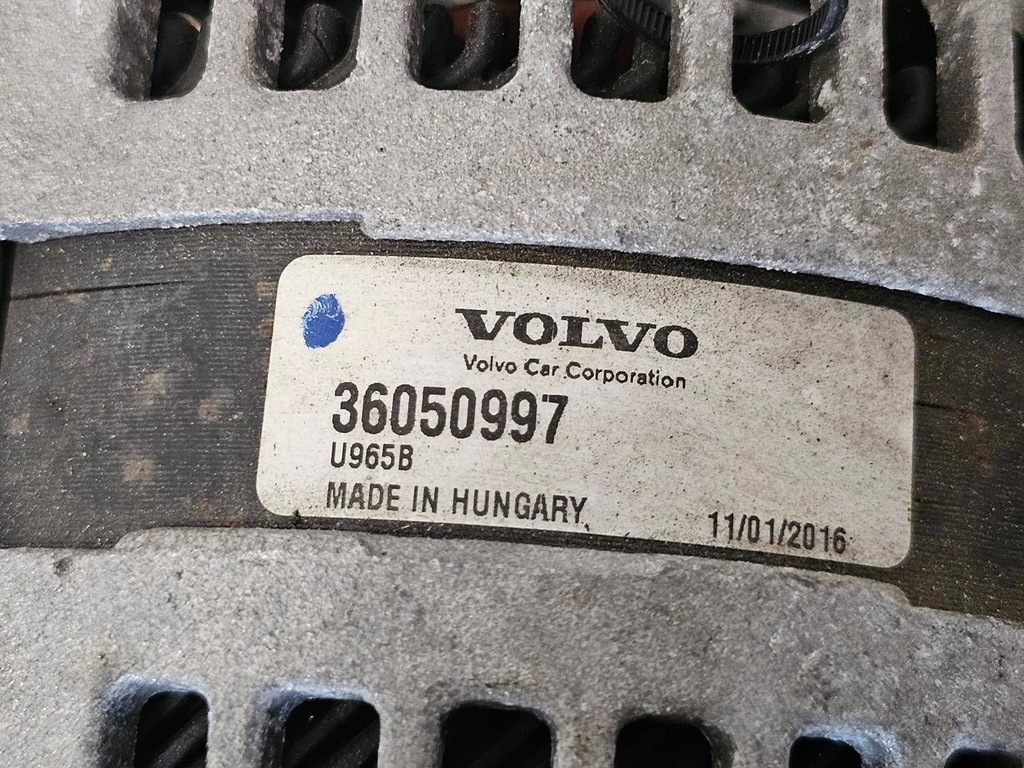 VOLVO
Volvo Car Corporation
36050997
U965B
MADE IN HUNGARY
11/01/2016